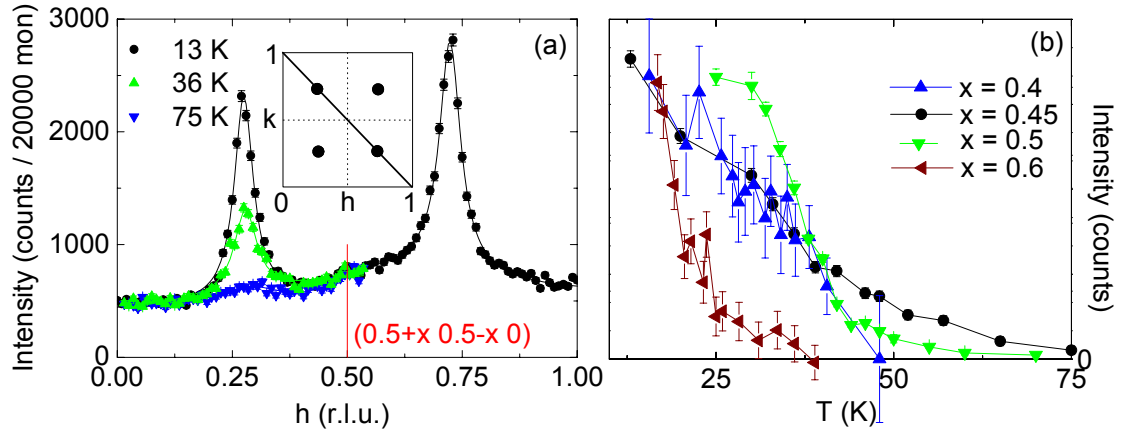 3000
2000
1000
0
Intensity (counts / 20000 mon)
13 K
36 K
75 K
(a)
1
k
0
h
1
(0.5+x 0.5-x 0)
0.00
0.25
0.50
0.75
1.00
h (r.l.u.)
(b)
x = 0.4
x = 0.45
x = 0.5
x = 0.6
Intensity (counts)
0
25
50
75
T (K)